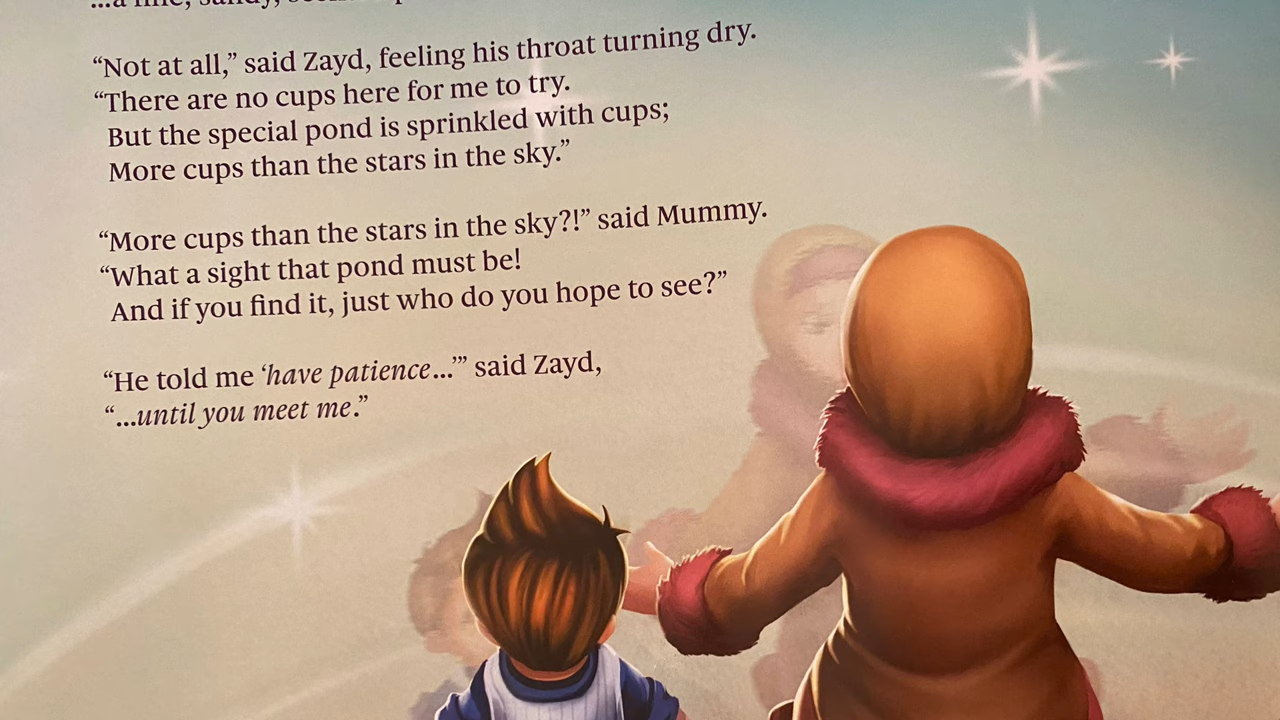 ...a fine, sandy,
“Not at all,” said Zayd, feeling his throat turning dry.
“There are no cups here for me to try.
But the special pond is sprinkled with cups;
More cups than the stars in the sky.”
“More cups than the stars in the sky?!” said Mummy.
“What a sight that pond must be!
And if you find it, just who do you hope to see?”
“He told me ‘have patience...’” said Zayd,
“...until you meet me.”